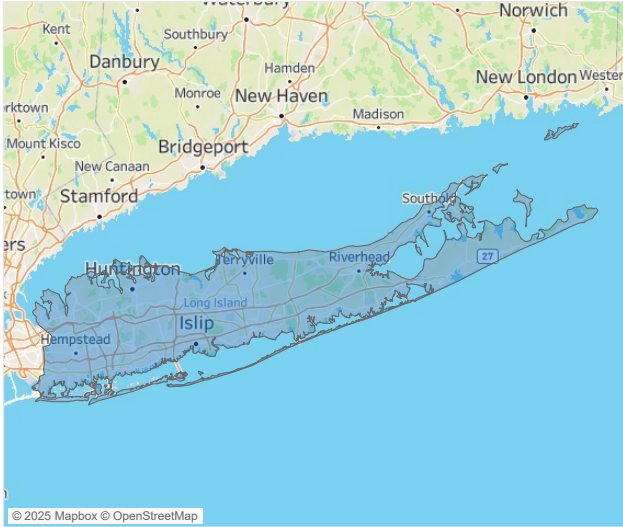 Waterbury
Norwich
Kent
Southbury
Danbury
Hamden
New London
Wester
Monroe
New Haven
rktown
Madison
Mount Kisco
Bridgeport
New Canaan
town
Stamford
Southold
ers
Terryville
Riverhead
27
Huntington
k
Long Island
Islip
Hempstead
n
© 2025 Mapbox © OpenStreetMap